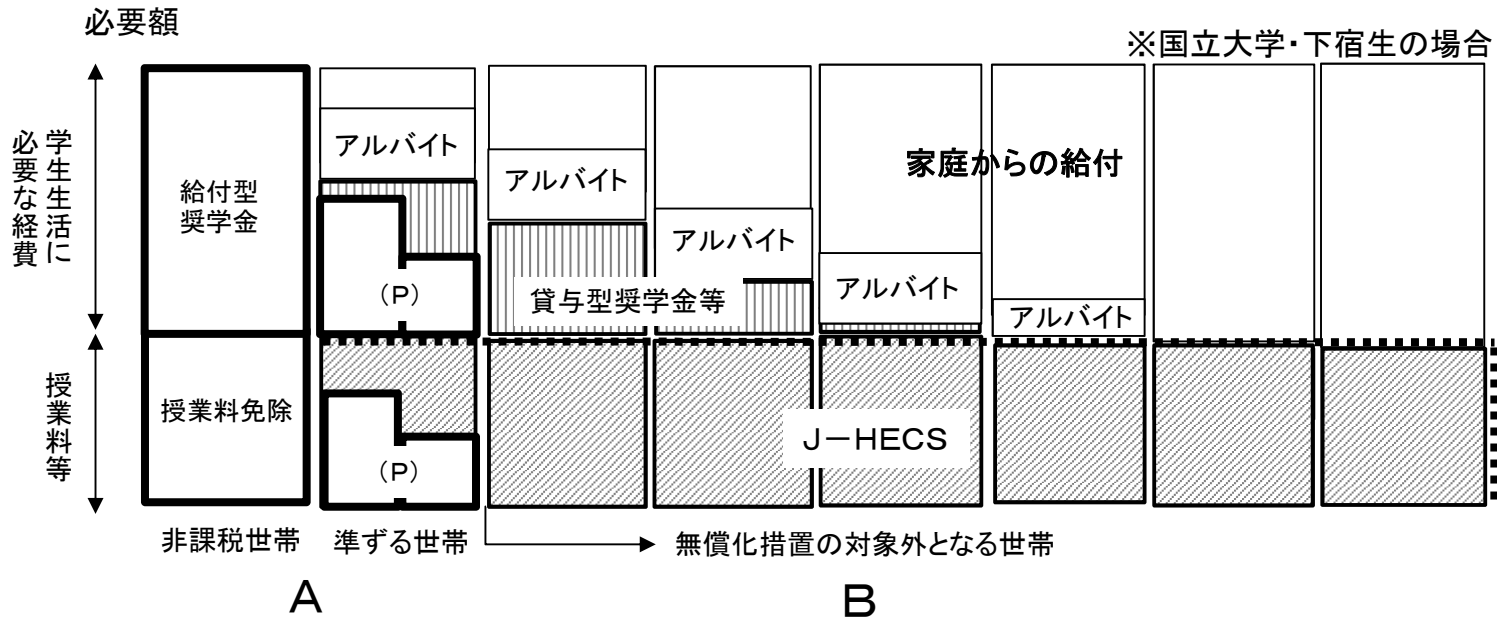 必要額
※国立大学・下宿生の場合
学生生活に
必要な経費
給付型
奨学金
アルバイト
(P)
アルバイト
貸与型奨学金等
アルバイト
アルバイト
家庭からの給付
アルバイト
授業料等
授業料免除
(P)
J－HECS
非課税世帯
準ずる世帯
無償化措置の対象外となる世帯
A
B